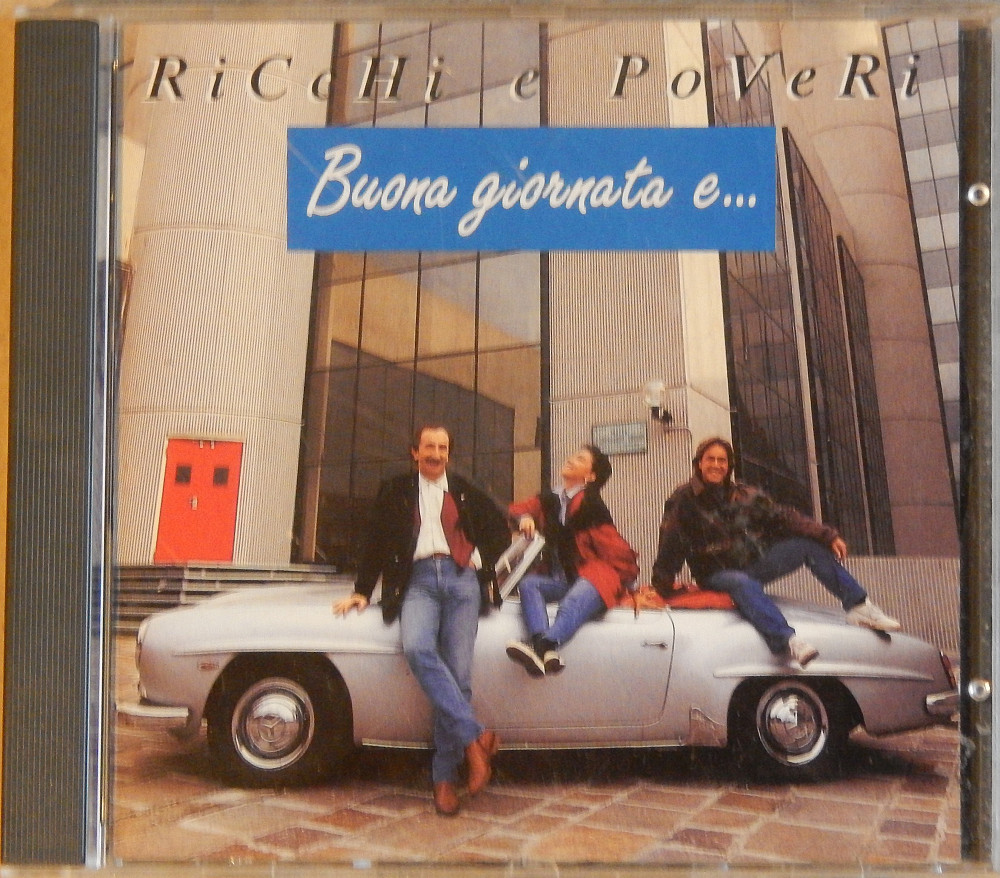 RiCcHi e PoVeRi
Buona giornata e...